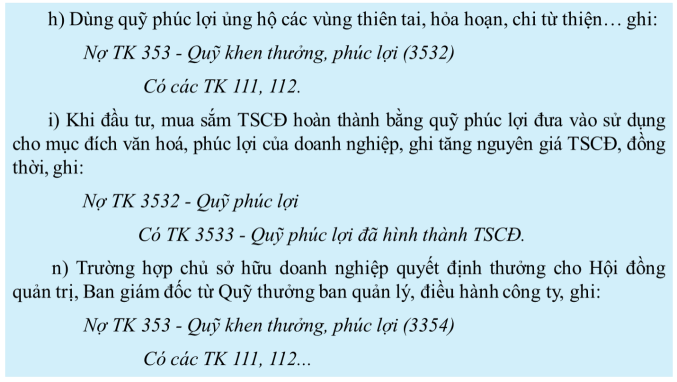 h) Dùng quỹ phúc lợi ủng hộ các vùng thiên tai, hỏa hoạn, chi từ thiện… ghi:
Nợ TK 353 - Quỹ khen thưởng, phúc lợi (3532)
Có các TK 111, 112.
i) Khi đầu tư, mua sắm TSCĐ hoàn thành bằng quỹ phúc lợi đưa vào sử dụng
cho mục đích văn hoá, phúc lợi của doanh nghiệp, ghi tăng nguyên giá TSCĐ, đồng
thời, ghi:
Nợ TK 3532 - Quỹ phúc lợi
Có TK 3533 - Quỹ phúc lợi đã hình thành TSCĐ.
n) Trường hợp chủ sở hữu doanh nghiệp quyết định thưởng cho Hội đồng
quản trị, Ban giám đốc từ Quỹ thưởng ban quản lý, điều hành công ty, ghi:
Nợ TK 353 - Quỹ khen thưởng, phúc lợi (3354)
Có các TK 111, 112...